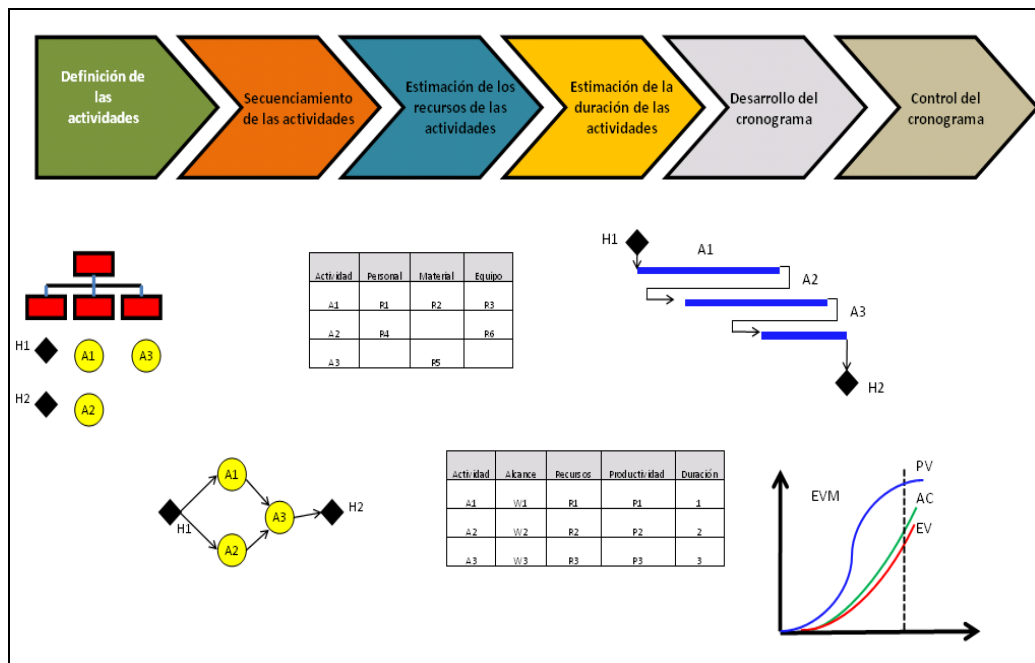 Definición de
las
actividades
Secuenciamiento
de las actividades
Estimación de los
recursos de las
actividades
Estimación de la
duración de las
actividades
Desarrollo del
cronograma
Control del
cronograma
H1
A1
A3
H2
A2
Actividad Personal Material Equipo
A1 R1 R2 R3
A2 R4 R6
A3 R5
H1
A1
A2
A3
H2
A1
H1
A3
H2
A2
Actividad Alcance Recursos Productividad Duración
A1 W1 R1 P1 1
A2 W2 R2 P2 2
A3 W3 R3 P3 3
EVM
PV
AC
EV